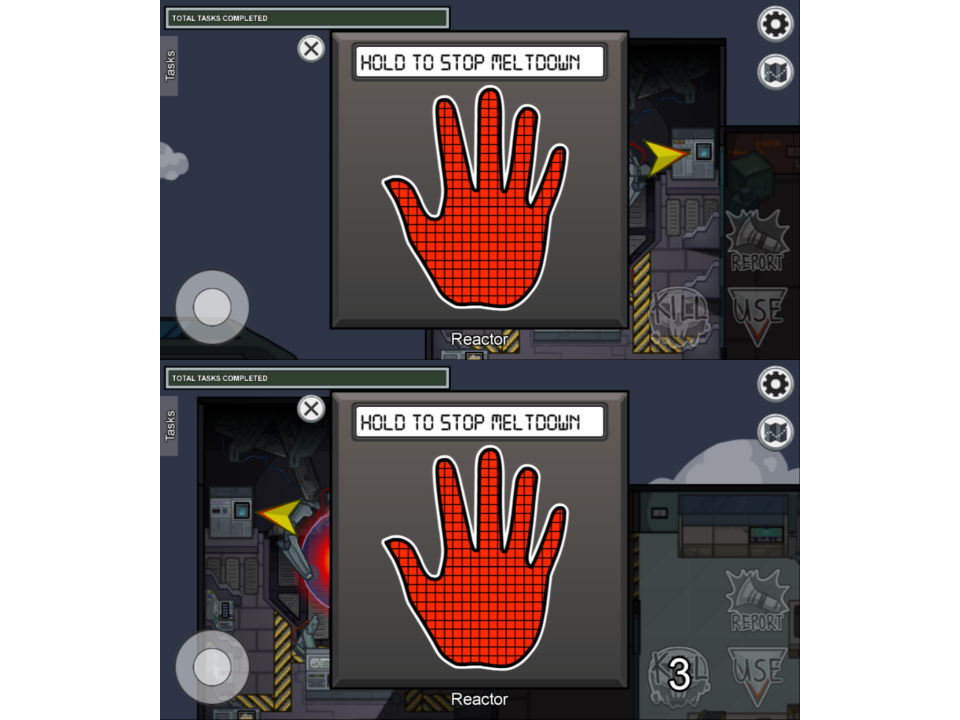 TOTAL TASKS COMPLETED
Tasks
HOLD TO STOP MELTDOWN
REPORT
KILL
USE
Reactor
TOTAL TASKS COMPLETED
Tasks
HOLD TO STOP MELTDOWN
REPORT
KILL
3
USE
Reactor